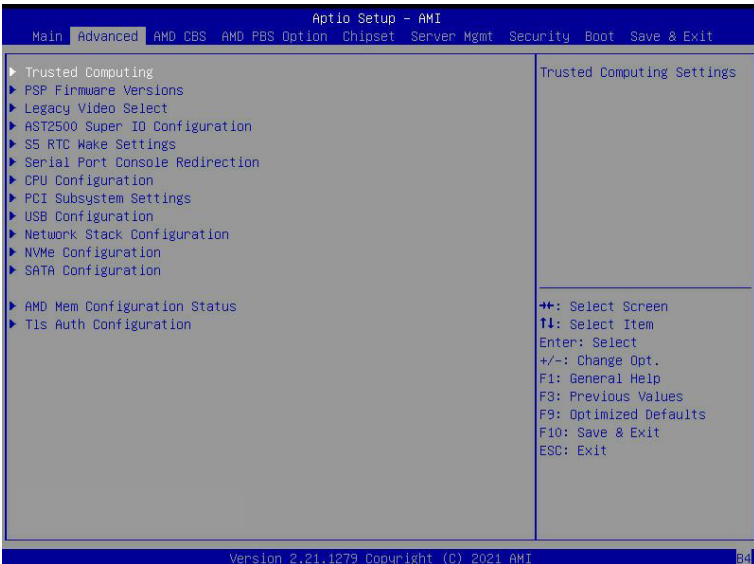 Aptio Setup – AMI
Main Advanced AMD CBS AMD PBS Option Chipset Server Mgmt Security Boot Save & Exit
▶ Trusted Computing
▶ PSP Firmware Versions
▶ Legacy Video Select
▶ AST2500 Super IO Configuration
▶ S5 RTC Wake Settings
▶ Serial Port Console Redirection
▶ CPU Configuration
▶ PCI Subsystem Settings
▶ USB Configuration
▶ Network Stack Configuration
▶ NVMe Configuration
▶ SATA Configuration
▶ AMD Mem Configuration Status
▶ Tls Auth Configuration
Trusted Computing Settings
→←: Select Screen
↑↓: Select Item
Enter: Select
+/-: Change Opt.
F1: General Help
F3: Previous Values
F9: Optimized Defaults
F10: Save & Exit
ESC: Exit
Version 2.21.1279 Copyright (C) 2021 AMI
B4